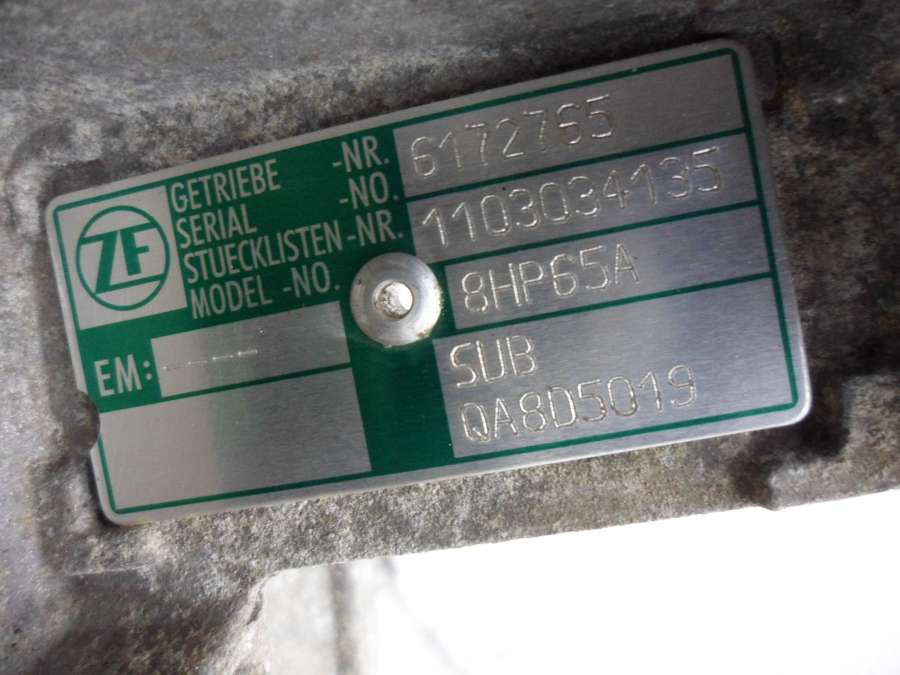 ZF
GETRIEBE -NR. 6172765
SERIAL -NO.
STUECKLISTEN-NR. 1103034135
MODEL -NO.
8HP65A
EM: ----
SUB
QA8D5019